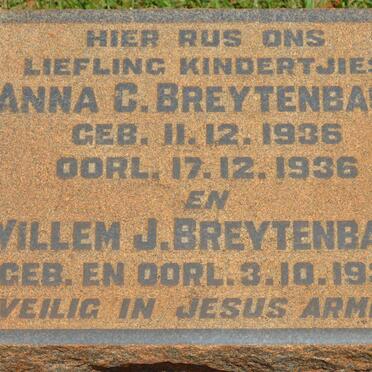 HIER RUS ONS
LIEFLING KINDERTJIES
ANNA C. BREYTENBA
GEB. 11.12.1936
OORL. 17.12.1936
EN
WILLEM J. BREYTENBA
GEB. EN OORL. 3.10.19
VEILIG IN JESUS ARM